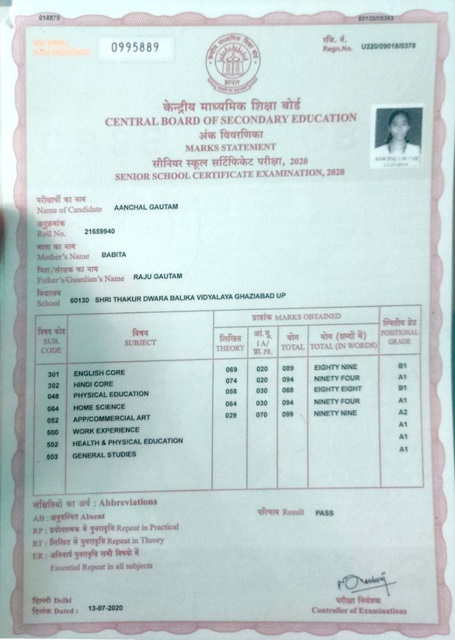 016879
0995889
रजि. नं.
Regn.No. U220/09018/0378
भारत
केन्द्रीय माध्यमिक शिक्षा बोर्ड
CENTRAL BOARD OF SECONDARY EDUCATION
अंक विवरणिका
MARKS STATEMENT
सीनियर स्कूल सर्टिफिकेट परीक्षा, 2020
SENIOR SCHOOL CERTIFICATE EXAMINATION, 2020
परीक्षार्थी का नाम
Name of Candidate AANCHAL GAUTAM
अनुक्रमांक
Roll No. 21659940
माता का नाम
Mother's Name BABITA
पिता/संरक्षक का नाम
Father's/Guardian's Name RAJU GAUTAM
विद्यालय
School 60130 SHRI THAKUR DWARA BALIKA VIDYALAYA GHAZIABAD UP
विषय कोड SUB. CODE विषय SUBJECT प्राप्तांक MARKS OBTAINED स्थितीय ग्रेड POSITIONAL GRADE
लिखित THEORY आं.मू. I A/ प्रा. PR. योग TOTAL योग (शब्दों में) TOTAL (IN WORDS)
301 ENGLISH CORE 069 020 089 EIGHTY NINE B1
302 HINDI CORE 074 020 094 NINETY FOUR A1
048 PHYSICAL EDUCATION 058 030 088 EIGHTY EIGHT B1
064 HOME SCIENCE 064 030 094 NINETY FOUR A1
052 APP/COMMERCIAL ART 029 070 099 NINETY NINE A2
500 WORK EXPERIENCE A1
502 HEALTH & PHYSICAL EDUCATION A1
503 GENERAL STUDIES A1
संक्षिप्तियों का अर्थ : Abbreviations
AB : अनुपस्थित Absent परिणाम Result PASS
RP : प्रयोगात्मक में पुनरावृति Repeat in Practical
RT : लिखित में पुनरावृति Repeat in Theory
ER : अनिवार्य पुनरावृति सभी विषयों में
Essential Repeat in all subjects
दिल्ली Delhi
दिनांक Dated : 13-07-2020
परीक्षा नियंत्रक
Controller of Examinations